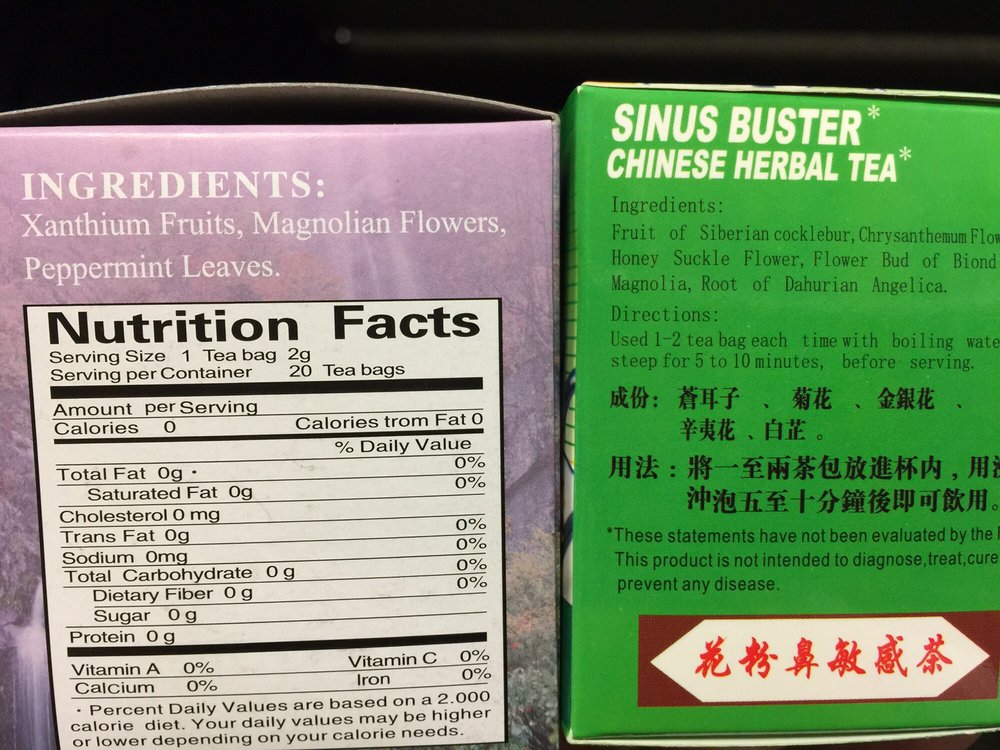 INGREDIENTS:
Xanthium Fruits, Magnolian Flowers,
Peppermint Leaves.
Nutrition Facts
Serving Size 1 Tea bag 2g
Serving per Container 20 Tea bags
Amount per Serving
Calories 0 Calories trom Fat 0
% Daily Value
Total Fat 0g · 0%
Saturated Fat 0g 0%
Cholesterol 0 mg
Trans Fat 0g 0%
Sodium 0mg 0%
Total Carbohydrate 0 g 0%
Dietary Fiber 0 g 0%
Sugar 0 g
Protein 0 g
Vitamin A 0% Vitamin C 0%
Calcium 0% Iron 0%
· Percent Daily Values are based on a 2.000
calorie diet. Your daily values may be higher
or lower depending on your calorie needs.
SINUS BUSTER*
CHINESE HERBAL TEA*
Ingredients:
Fruit of Siberian cocklebur, Chrysanthemum Flow
Honey Suckle Flower, Flower Bud of Biond
Magnolia, Root of Dahurian Angelica.
Directions:
Used 1-2 tea bag each time with boiling wate
steep for 5 to 10 minutes, before serving.
成份：蒼耳子、菊花、金銀花、
辛夷花、白芷。
用法：將一至兩茶包放進杯内，用
沖泡五至十分鐘後即可飲用。
*These statements have not been evaluated by the
This product is not intended to diagnose,treat,cure
prevent any disease.
花粉鼻敏感茶